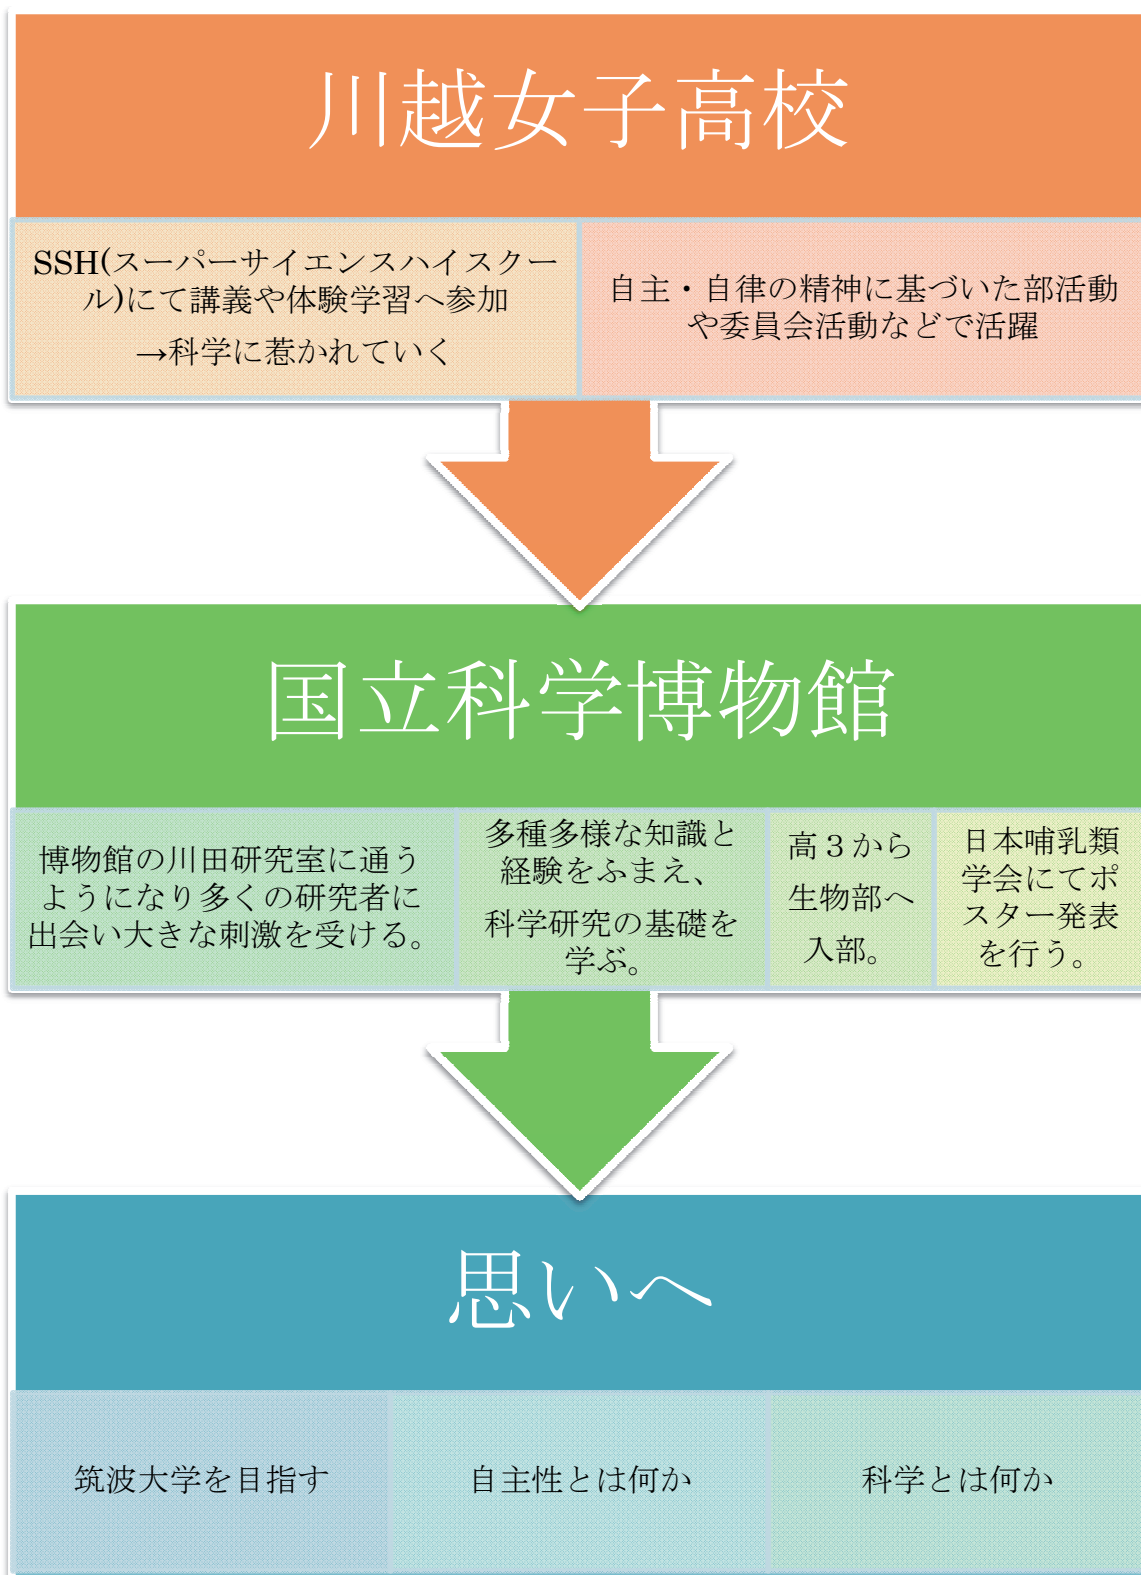 川越女子高校
SSH(スーパーサイエンスハイスクー
ル)にて講義や体験学習へ参加
→科学に惹かれていく
自主・自律の精神に基づいた部活動
や委員会活動などで活躍
国立科学博物館
博物館の川田研究室に通う
ようになり多くの研究者に
出会い大きな刺激を受ける。
多種多様な知識と
経験をふまえ、
科学研究の基礎を
学ぶ。
高３から
生物部へ
入部。
日本哺乳類
学会にてポ
スター発表
を行う。
思いへ
筑波大学を目指す
自主性とは何か
科学とは何か